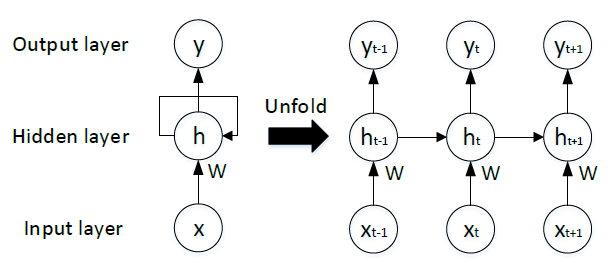 Output layer y yt-1 yt yt+1
Unfold
Hidden layer h ht-1 ht ht+1
W W W W
Input layer x xt-1 xt xt+1